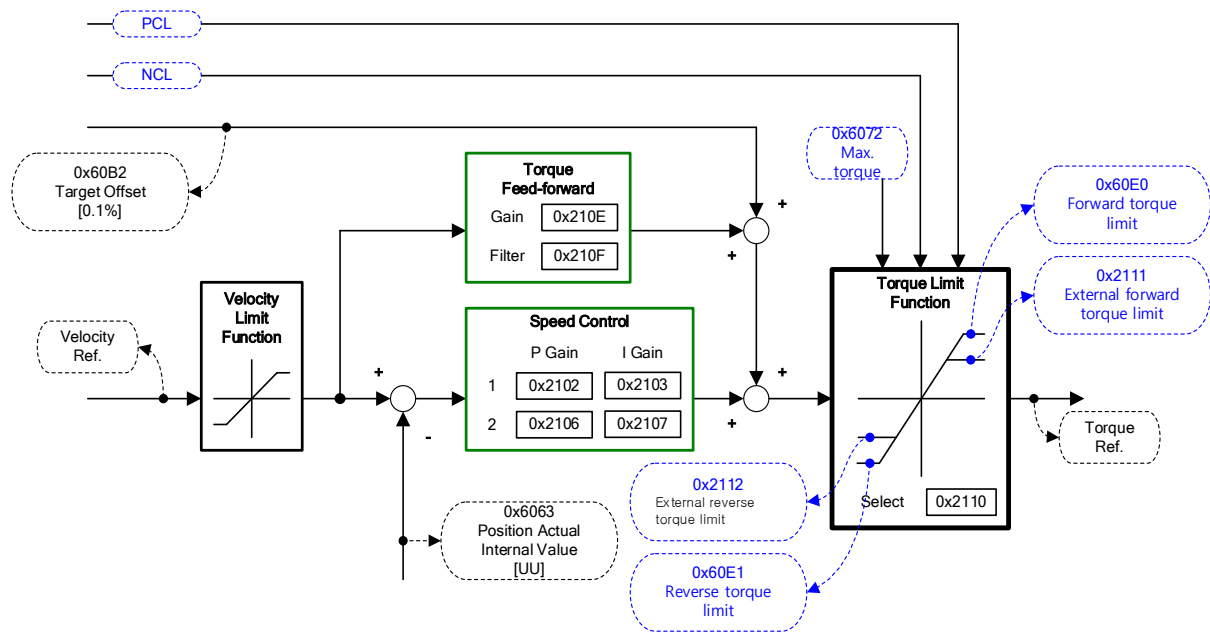 PCL
NCL
0x60B2
Target Offset
[0.1%]
Torque
Feed-forward
Gain 0x210E
Filter 0x210F
0x6072
Max.
torque
0x60E0
Forward torque
limit
0x2111
External forward
torque limit
Velocity
Ref.
Velocity
Limit
Function
Speed Control
P Gain I Gain
1 0x2102 0x2103
2 0x2106 0x2107
+
-
+
+
+
+
Torque Limit
Function
Select 0x2110
Torque
Ref.
0x2112
External reverse
torque limit
0x6063
Position Actual
Internal Value
[UU]
0x60E1
Reverse torque
limit